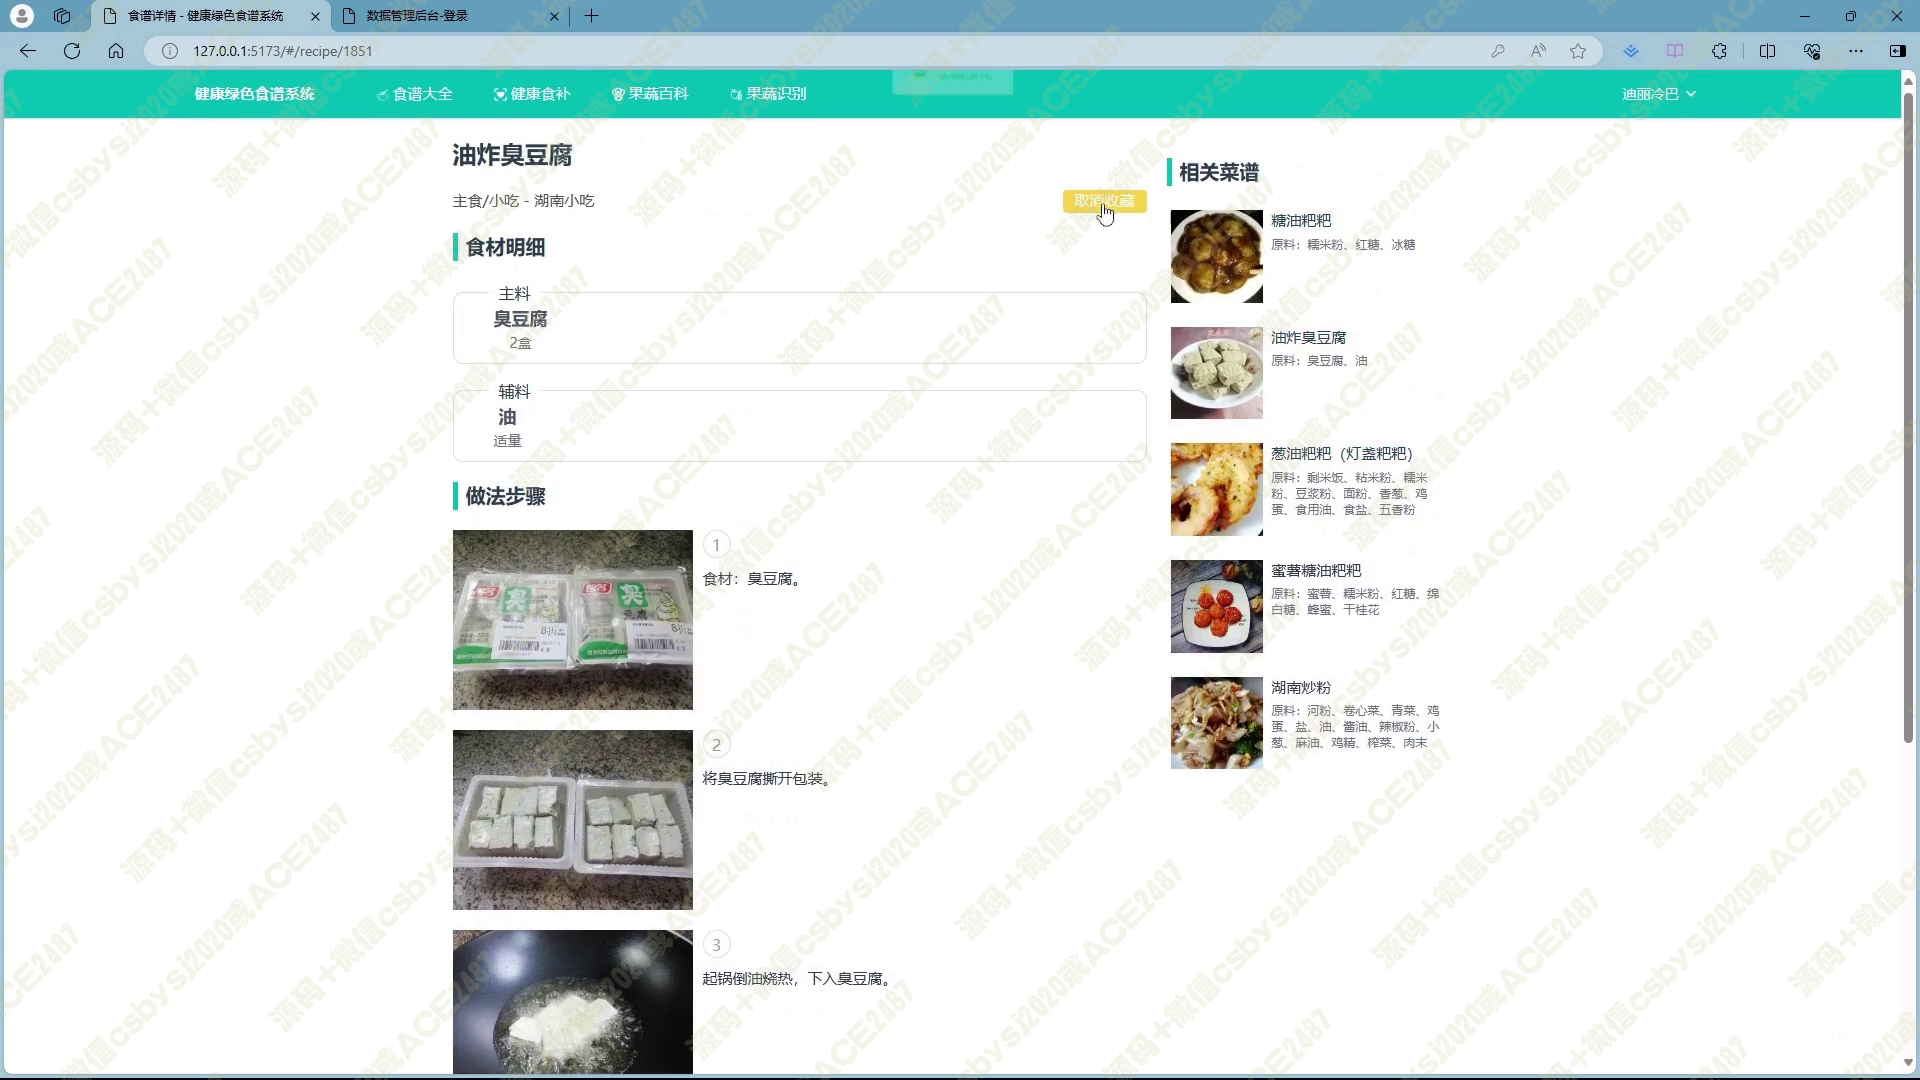 食谱详情 - 健康绿色食谱系统
数据管理后台-登录
127.0.0.1:5173/#/recipe/1851
健康绿色食谱系统
食谱大全
健康食补
果蔬百科
果蔬识别
迪丽冷巴
油炸臭豆腐
主食/小吃 - 湖南小吃
取消收藏
食材明细
主料
臭豆腐
2盒
辅料
油
适量
做法步骤
1
食材：臭豆腐。
2
将臭豆腐撕开包装。
3
起锅倒油烧热，下入臭豆腐。
相关菜谱
糖油粑粑
原料：糯米粉、红糖、冰糖
油炸臭豆腐
原料：臭豆腐、油
葱油粑粑（灯盏粑粑）
原料：剩米饭、粘米粉、糯米
粉、豆浆粉、面粉、香葱、鸡
蛋、食用油、食盐、五香粉
蜜薯糖油粑粑
原料：蜜薯、糯米粉、红糖、绵
白糖、蜂蜜、干桂花
湖南炒粉
原料：河粉、卷心菜、青菜、鸡
蛋、盐、油、酱油、辣椒粉、小
葱、麻油、鸡精、榨菜、肉末
源码+微信csbysj2020或ACE2487